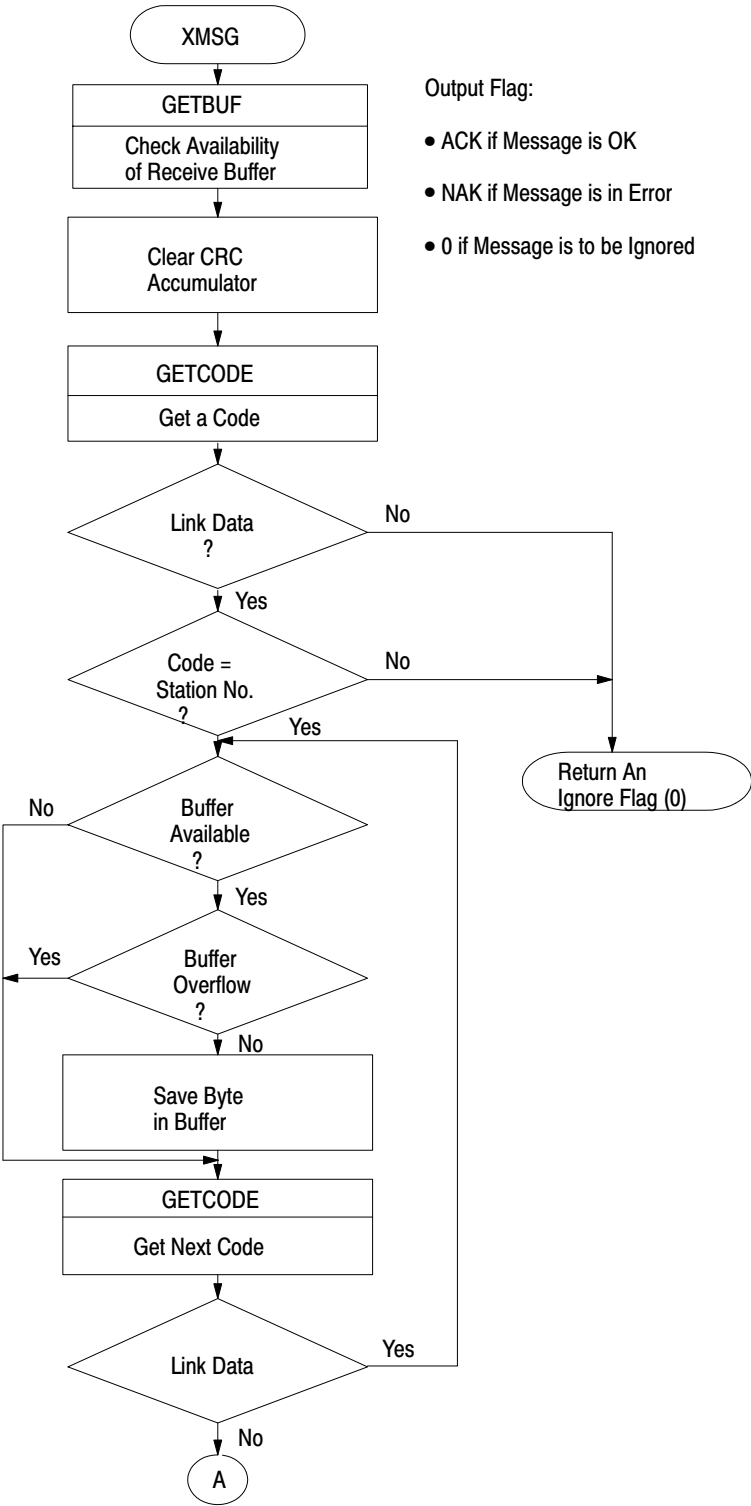 XMSG
GETBUF
Check Availability
of Receive Buffer
Output Flag:
• ACK if Message is OK
• NAK if Message is in Error
• 0 if Message is to be Ignored
Clear CRC
Accumulator
GETCODE
Get a Code
Link Data
?
No
Yes
Code =
Station No.
?
No
Yes
Return An
Ignore Flag (0)
No
Buffer
Available
?
Yes
Yes
Buffer
Overflow
?
No
Save Byte
in Buffer
GETCODE
Get Next Code
Link Data
Yes
No
A